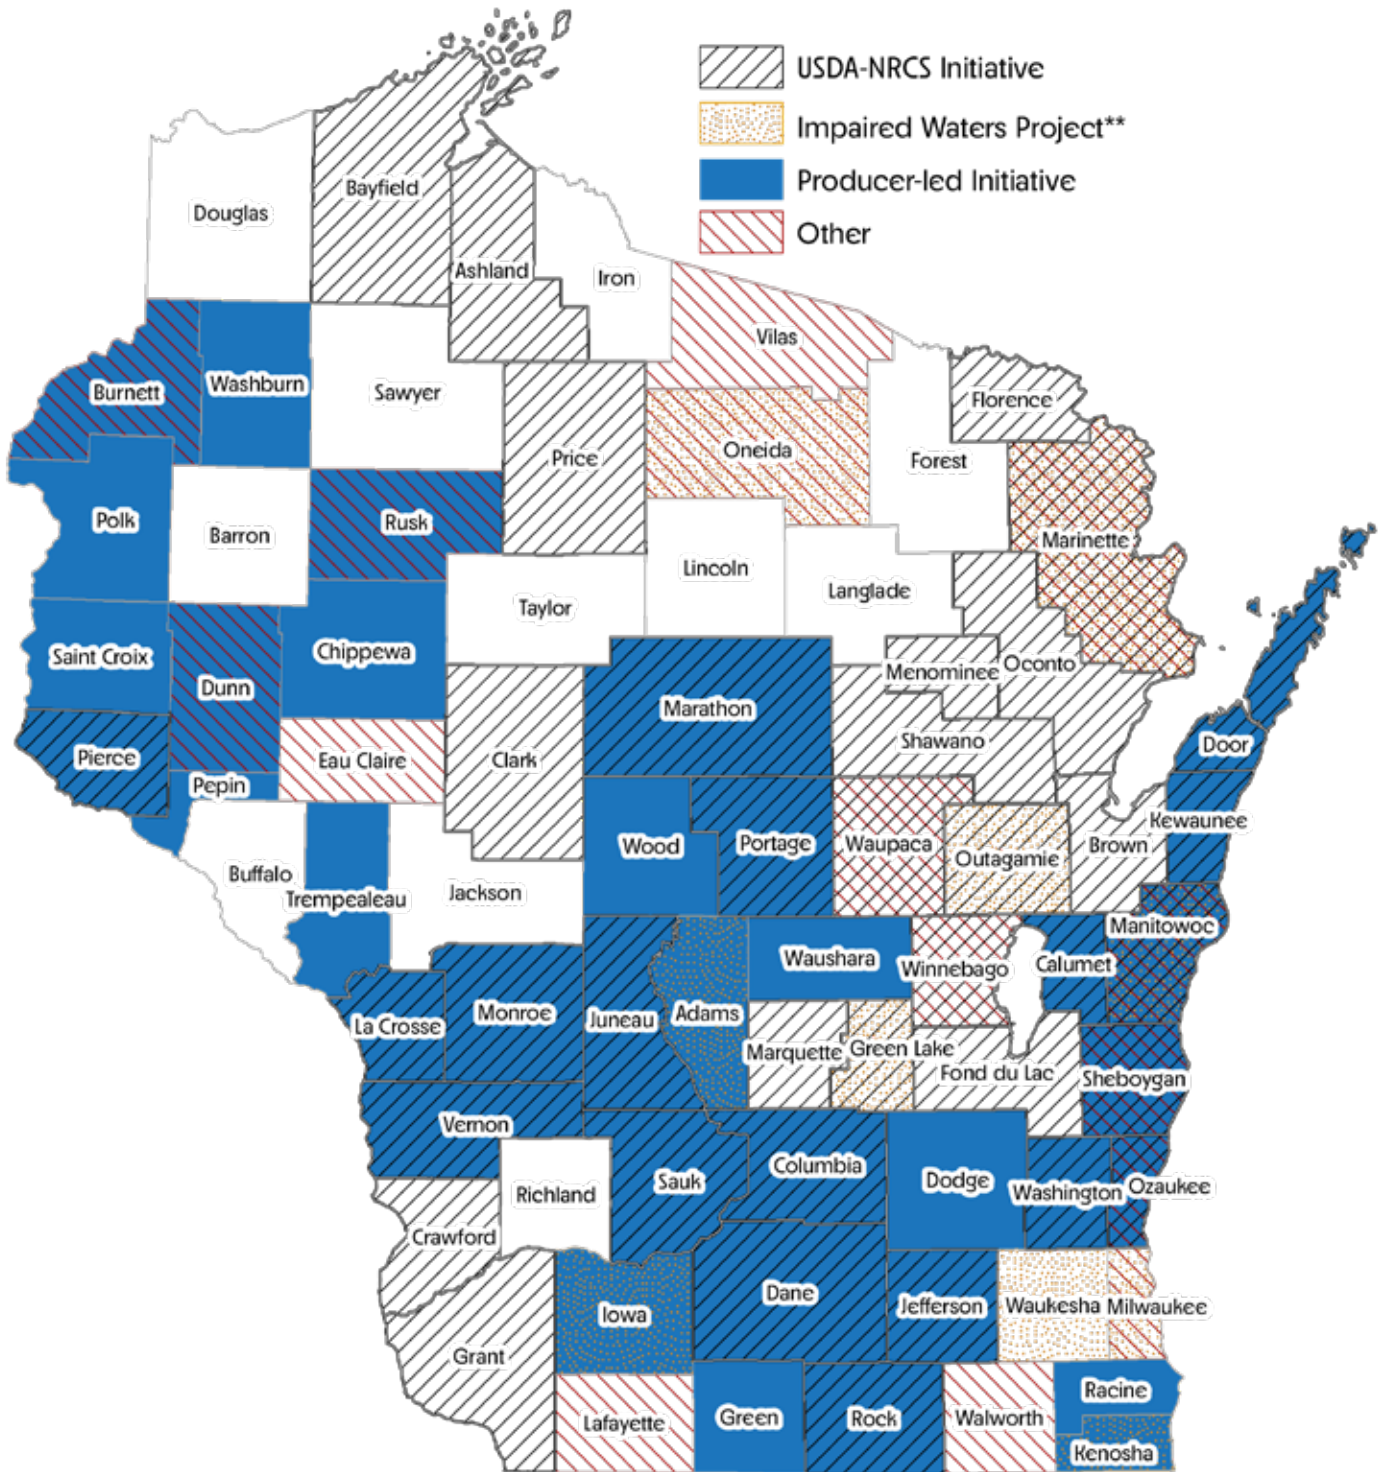 USDA-NRCS Initiative
Impaired Waters Project**
Producer-led Initiative
Other
Bayfield
Douglas
Ashland
Iron
Vilas
Burnett
Washburn
Sawyer
Florence
Price
Oneida
Forest
Polk
Barron
Rusk
Marinette
Lincoln
Langlade
Taylor
Saint Croix
Chippewa
Menominee
Oconto
Dunn
Marathon
Shawano
Door
Pierce
Eau Claire
Clark
Pepin
Kewaunee
Wood
Portage
Waupaca
Outagamie
Brown
Buffalo
Trempealeau
Jackson
Manitowoc
Waushara
Winnebago
Calumet
La Crosse
Monroe
Juneau
Adams
Marquette
Green Lake
Fond du Lac
Sheboygan
Vernon
Columbia
Dodge
Washington
Ozaukee
Richland
Sauk
Crawford
Dane
Jefferson
Waukesha
Milwaukee
Iowa
Grant
Racine
Lafayette
Green
Rock
Walworth
Kenosha